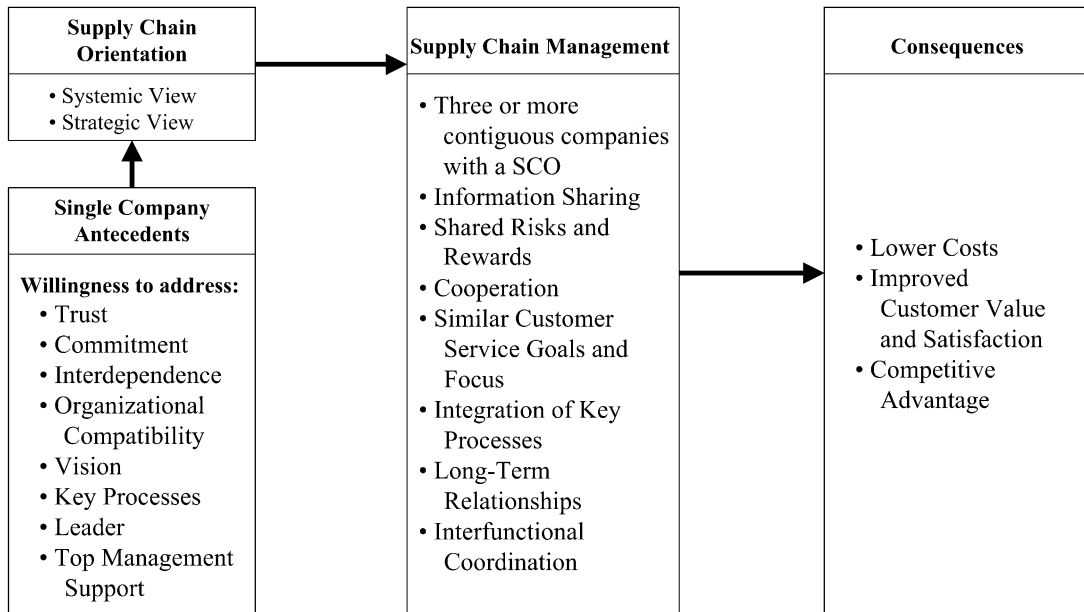 Supply Chain
Orientation
• Systemic View
• Strategic View
Single Company
Antecedents
Willingness to address:
• Trust
• Commitment
• Interdependence
• Organizational
Compatibility
• Vision
• Key Processes
• Leader
• Top Management
Support
Supply Chain Management
• Three or more
contiguous companies
with a SCO
• Information Sharing
• Shared Risks and
Rewards
• Cooperation
• Similar Customer
Service Goals and
Focus
• Integration of Key
Processes
• Long-Term
Relationships
• Interfunctional
Coordination
Consequences
• Lower Costs
• Improved
Customer Value
and Satisfaction
• Competitive
Advantage